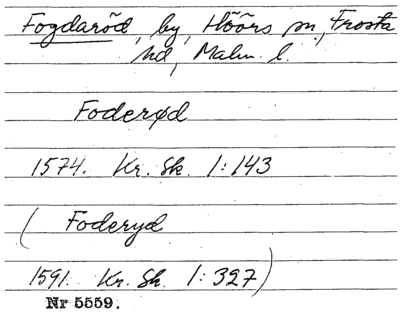 Fogdaröd, by, Höörs sn, Frosta
hd, Malm. l.
Foderød
1574. Kr. Sk. 1:143
(Foderyd
1591. Kr. Sk. 1:327)
Nr 5559.